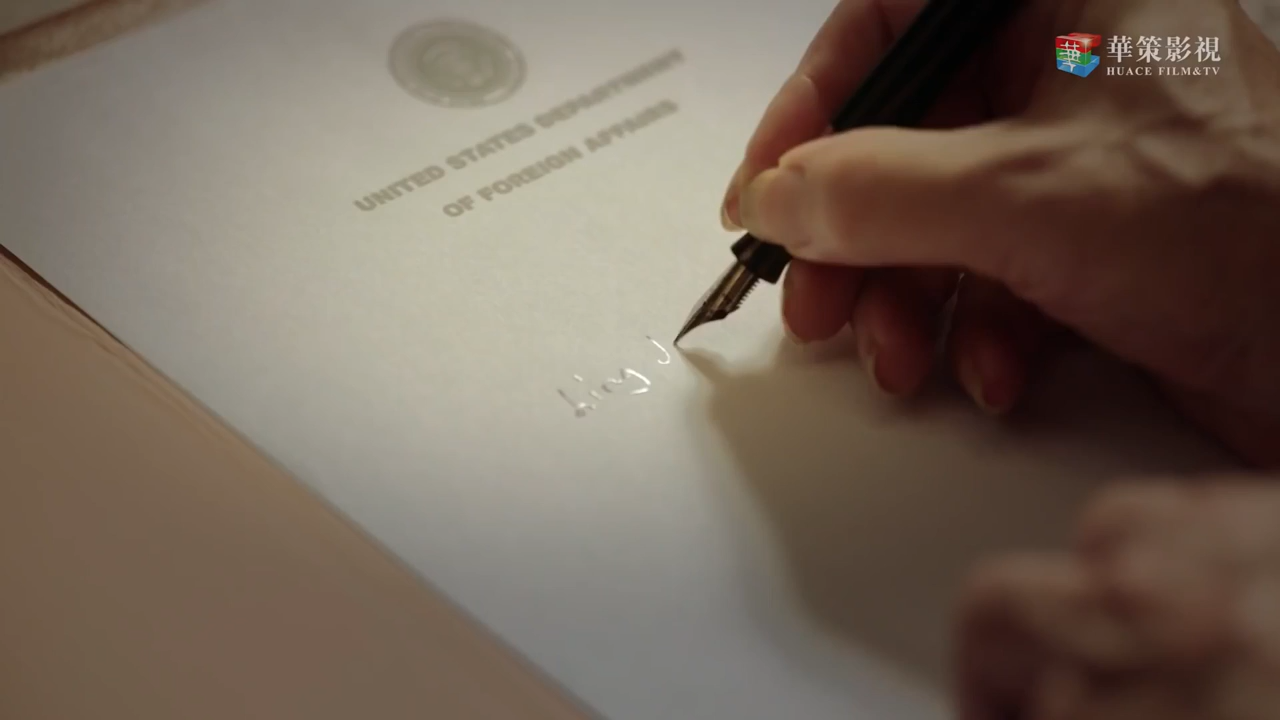 華策影視
HUACE FILM&TV
UNITED STATES DEPARTMENT
OF FOREIGN AFFAIRS